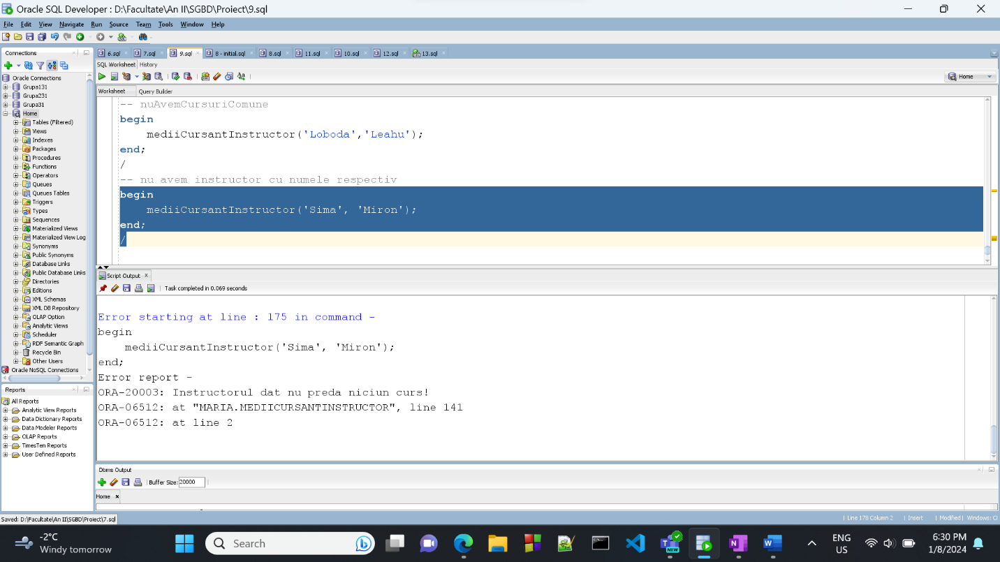 Oracle SQL Developer : D:\Facultate\An II\SGBD\Proiect\9.sql
File Edit View Navigate Run Source Team Tools Window Help
Connections
6.sql 7.sql 9.sql 8 - initial.sql 8.sql 11.sql 10.sql 12.sql 13.sql
SQL Worksheet History
Home
Worksheet Query Builder
Oracle Connections
Grupa131
Grupa231
Grupa31
Home
Tables (Filtered)
Views
Indexes
Packages
Procedures
Functions
Operators
Queues
Queues Tables
Triggers
Types
Sequences
Materialized Views
Materialized View Log
Synonyms
Public Synonyms
Database Links
Public Database Links
Directories
Editions
XML Schemas
XML DB Repository
OLAP Option
Analytic Views
Scheduler
RDF Semantic Graph
Recycle Bin
Other Users
Oracle NoSQL Connections
Reports
All Reports
Analytic View Reports
Data Dictionary Reports
Data Modeler Reports
OLAP Reports
TimesTen Reports
User Defined Reports
-- nuAvemCursuriComune
begin
mediiCursantInstructor('Loboda','Leahu');
end;
/
-- nu avem instructor cu numele respectiv
begin
mediiCursantInstructor('Sima', 'Miron');
end;
/
Script Output
Task completed in 0.069 seconds
Error starting at line : 175 in command -
begin
mediiCursantInstructor('Sima', 'Miron');
end;
Error report -
ORA-20003: Instructorul dat nu preda niciun curs!
ORA-06512: at "MARIA.MEDIICURSANTINSTRUCTOR", line 141
ORA-06512: at line 2
Dbms Output
Buffer Size: 20000
Home
Saved: D:\Facultate\An II\SGBD\Proiect\7.sql
Line 178 Column 2 Insert Modified Windows: Cl
-2°C
Windy tomorrow
Search
NEW
ENG
US
6:30 PM
1/8/2024